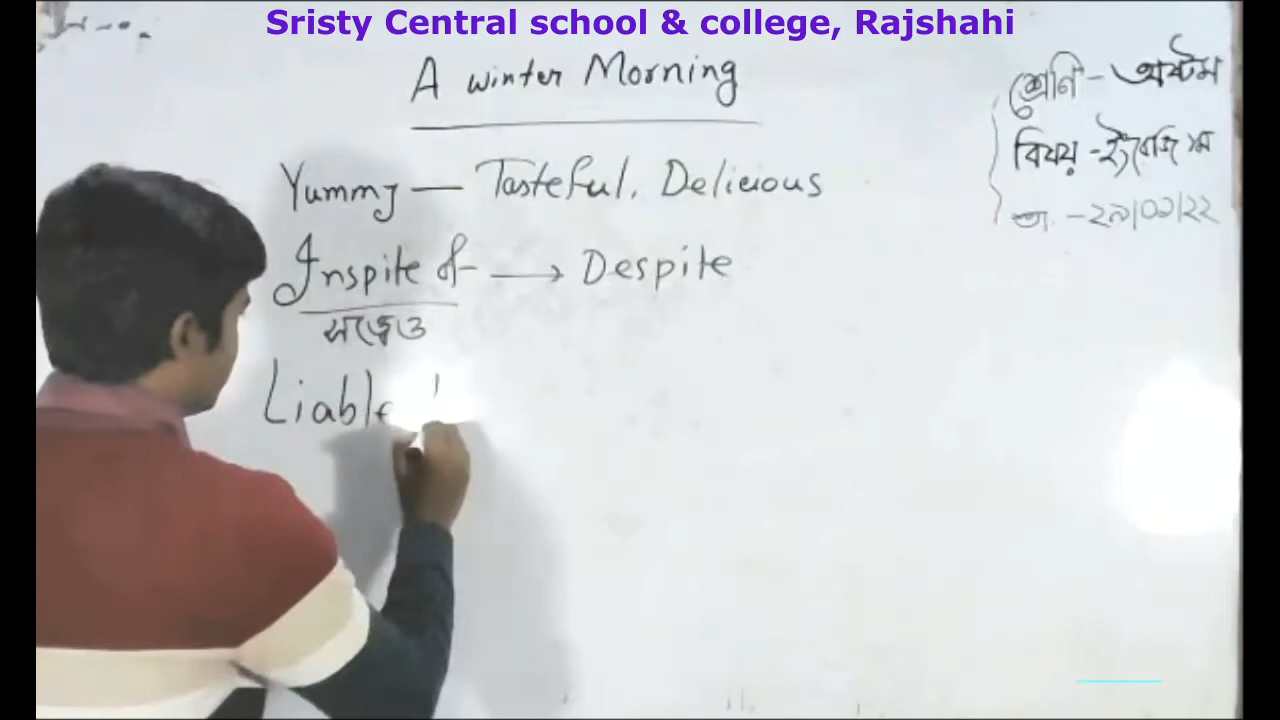 Sristy Central school & college, Rajshahi
A winter Morning
শ্রেণি - অষ্টম
বিষয় - ইংরেজি ১ম
তা. - ২৯/০১/২২
Yummy — Tasteful. Delicious
Inspite of → Despite
সত্ত্বেও
Liable